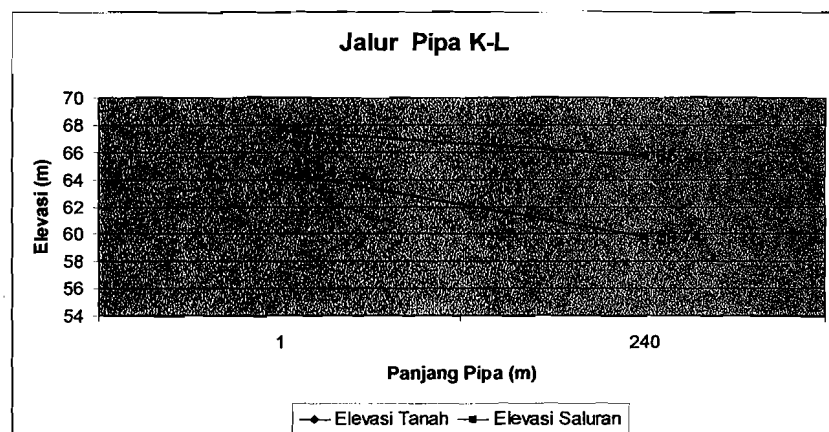 Jalur Pipa K-L
Elevasi (m)
70
68
66
64
62
60
58
56
54
1
240
Panjang Pipa (m)
Elevasi Tanah
Elevasi Saluran